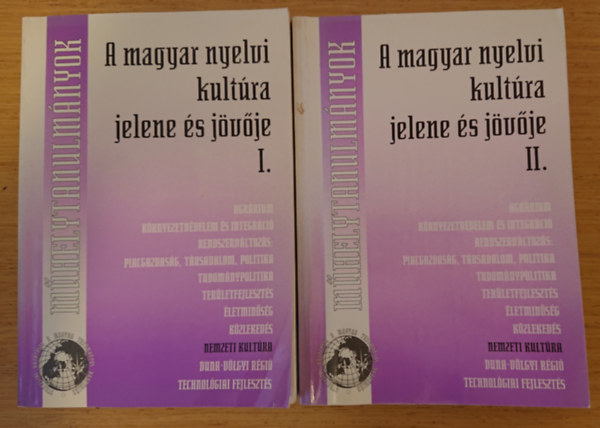 MŰHELYTANULMÁNYOK
A magyar nyelvi
kultúra
jelene és jövője
I.
AGRÁRIUM
KÖRNYEZETVÉDELEM ÉS INTEGRÁCIÓ
RENDSZERVÁLTOZÁS:
PIACGAZDASÁG, TÁRSADALOM, POLITIKA
TUDOMÁNYPOLITIKA
TERÜLETFEJLESZTÉS
ÉLETMINŐSÉG
KÖZLEKEDÉS
NEMZETI KULTÚRA
DUNA-VÖLGYI RÉGIÓ
TECHNOLÓGIAI FEJLESZTÉS
MŰHELYTANULMÁNYOK
A magyar nyelvi
kultúra
jelene és jövője
II.
AGRÁRIUM
KÖRNYEZETVÉDELEM ÉS INTEGRÁCIÓ
RENDSZERVÁLTOZÁS:
PIACGAZDASÁG, TÁRSADALOM, POLITIKA
TUDOMÁNYPOLITIKA
TERÜLETFEJLESZTÉS
ÉLETMINŐSÉG
KÖZLEKEDÉS
NEMZETI KULTÚRA
DUNA-VÖLGYI RÉGIÓ
TECHNOLÓGIAI FEJLESZTÉS